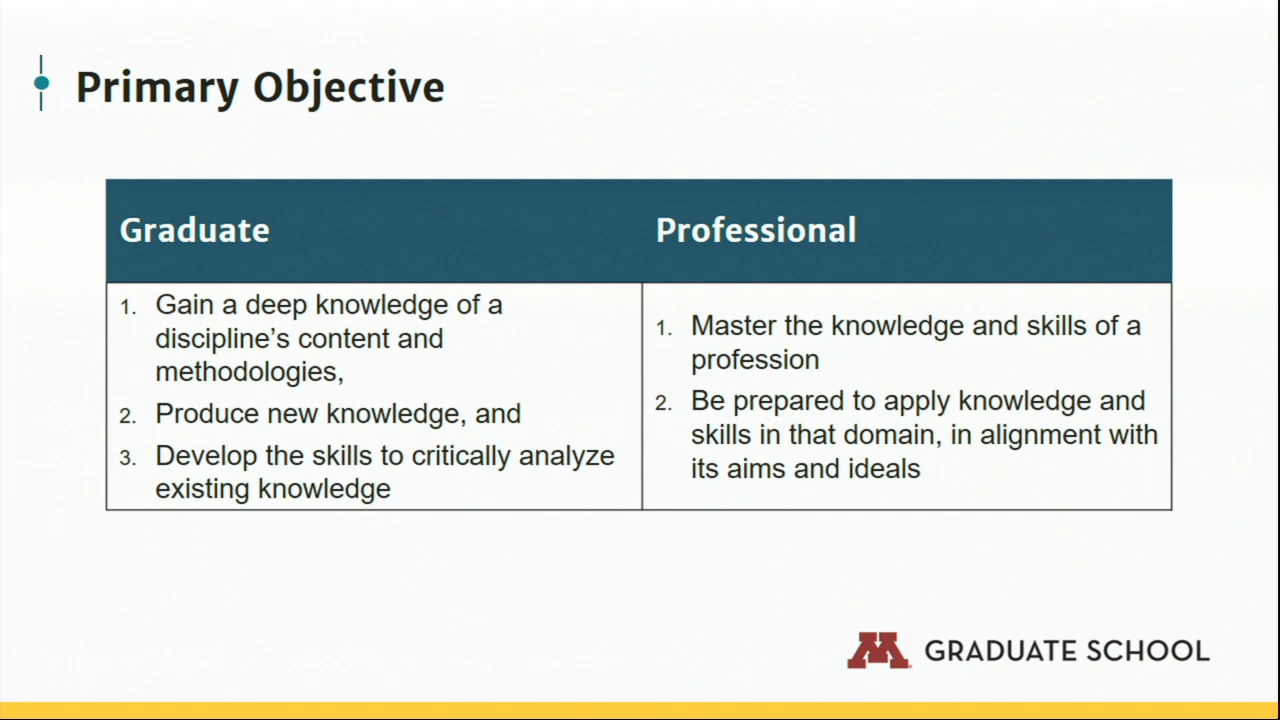 Primary Objective
Graduate
Professional
1. Gain a deep knowledge of a
discipline's content and
methodologies,
2. Produce new knowledge, and
3. Develop the skills to critically analyze
existing knowledge
1. Master the knowledge and skills of a
profession
2. Be prepared to apply knowledge and
skills in that domain, in alignment with
its aims and ideals
M GRADUATE SCHOOL